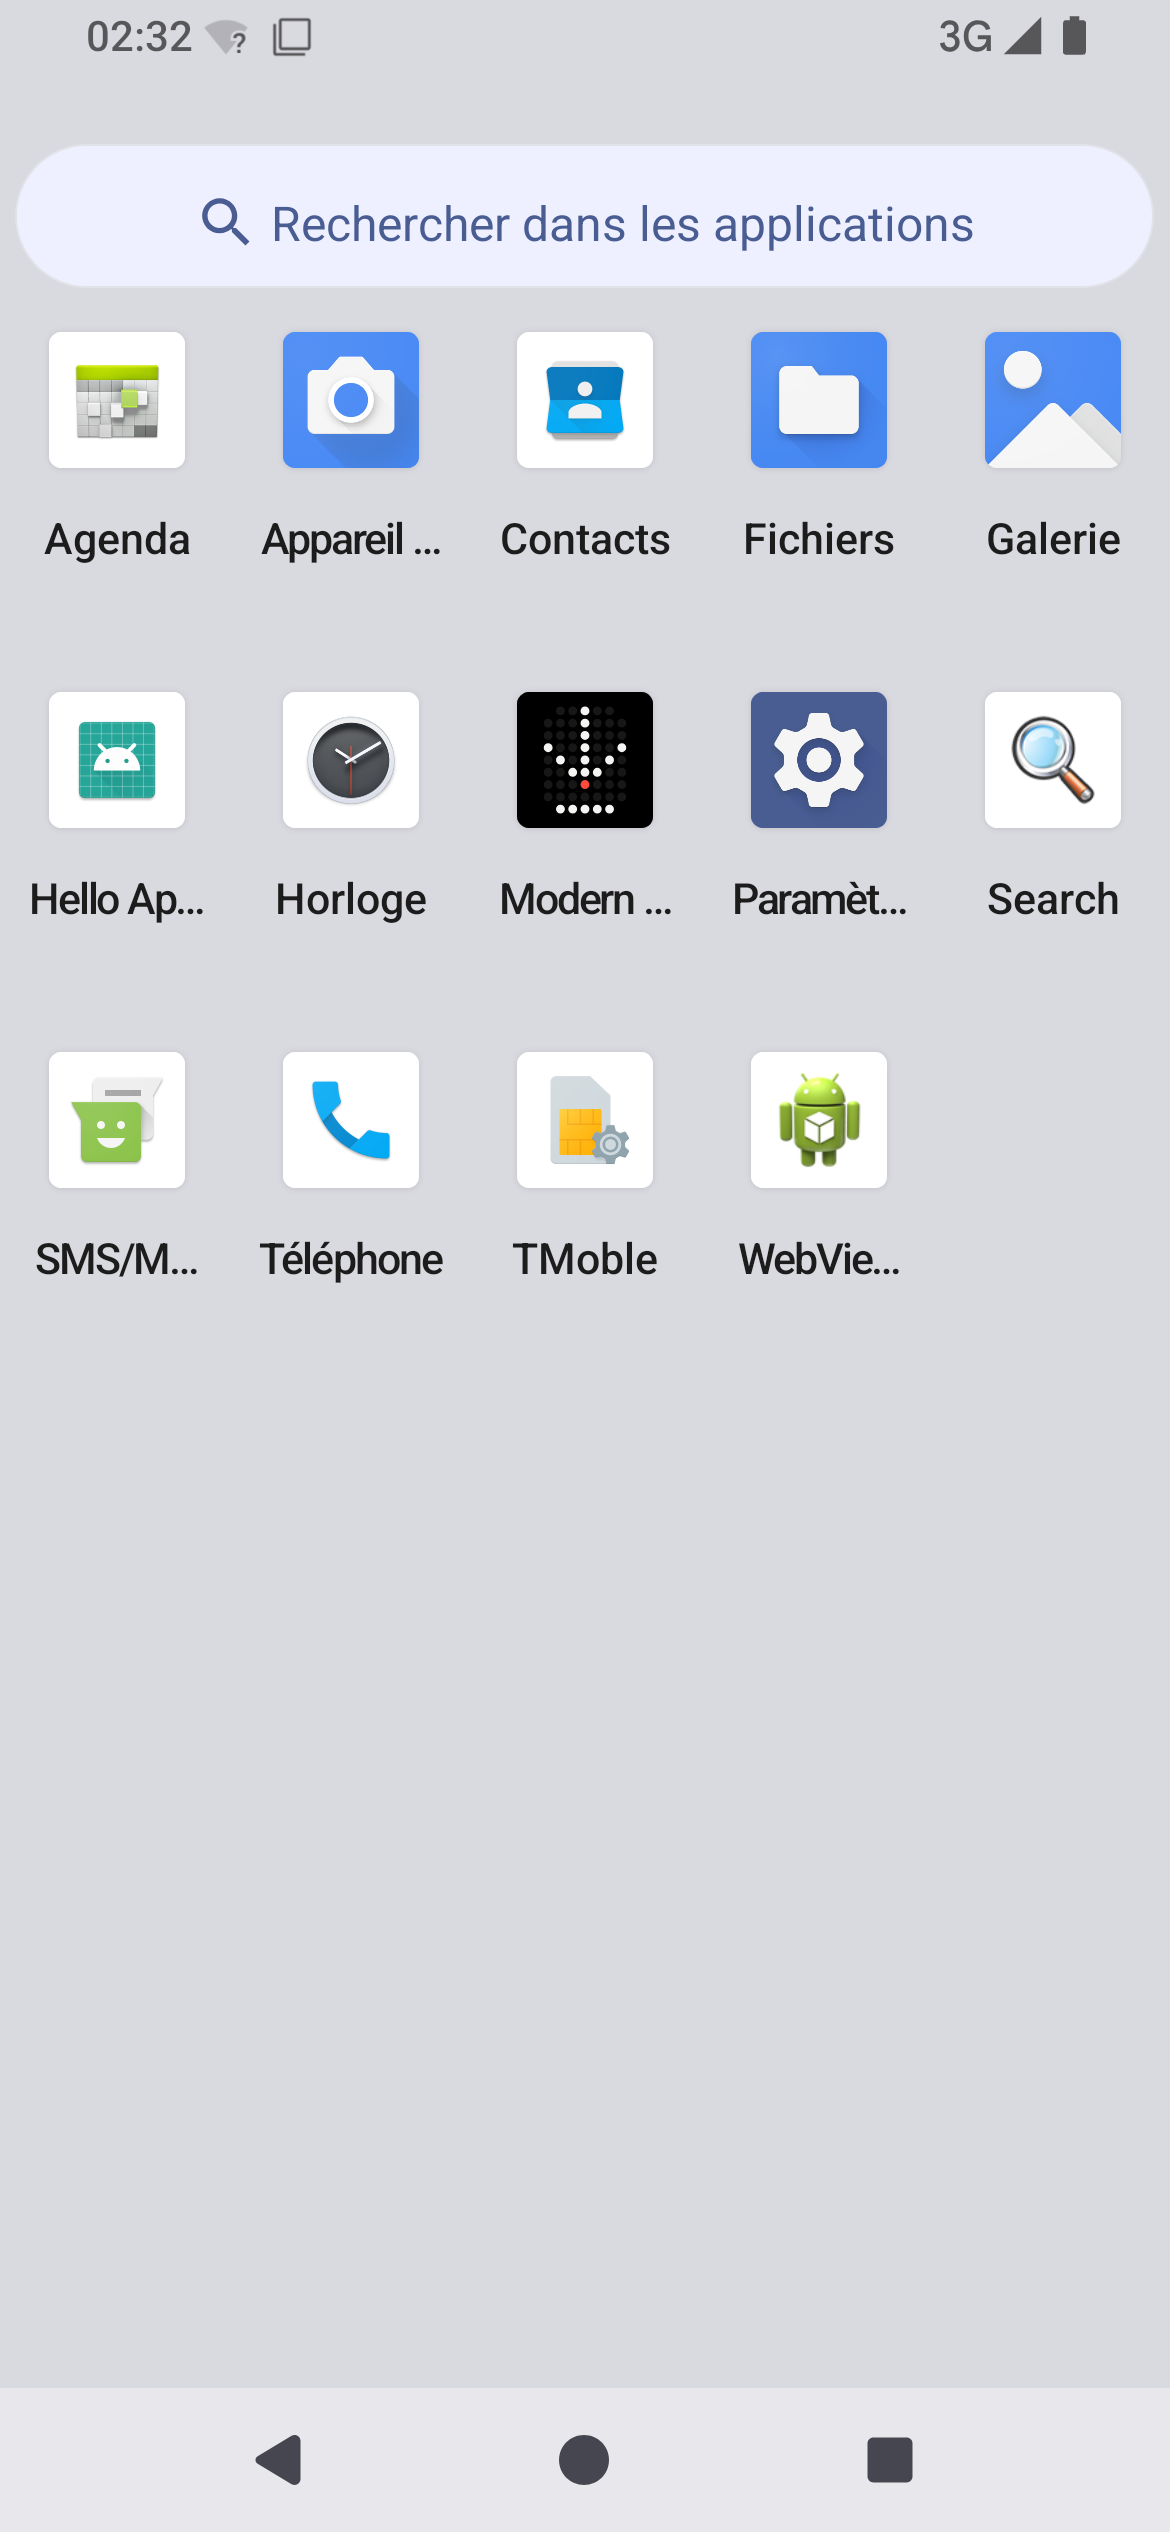 02:32
3G
Rechercher dans les applications
Agenda
Appareil ...
Contacts
Fichiers
Galerie
Hello Ap...
Horloge
Modern ...
Paramèt...
Search
SMS/M...
Téléphone
TMoble
WebVie...